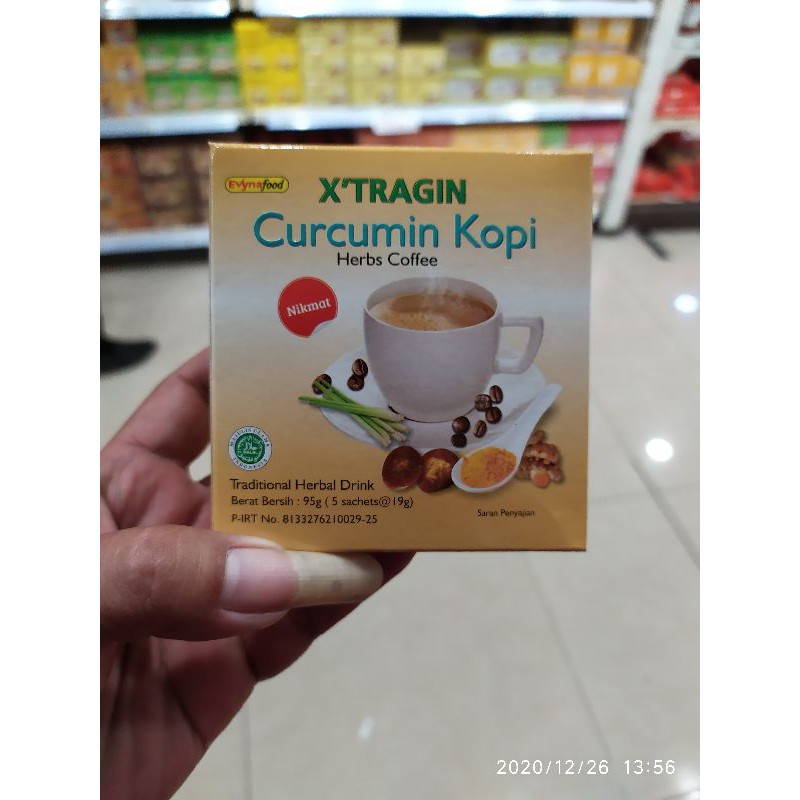 Evynafood
X'TRAGIN
Curcumin Kopi
Herbs Coffee
Nikmat
Traditional Herbal Drink
Berat Bersih : 95g ( 5 sachets@19g)
P-IRT No. 8133276210029-25
Saran Penyajian
2020/12/26 13:56